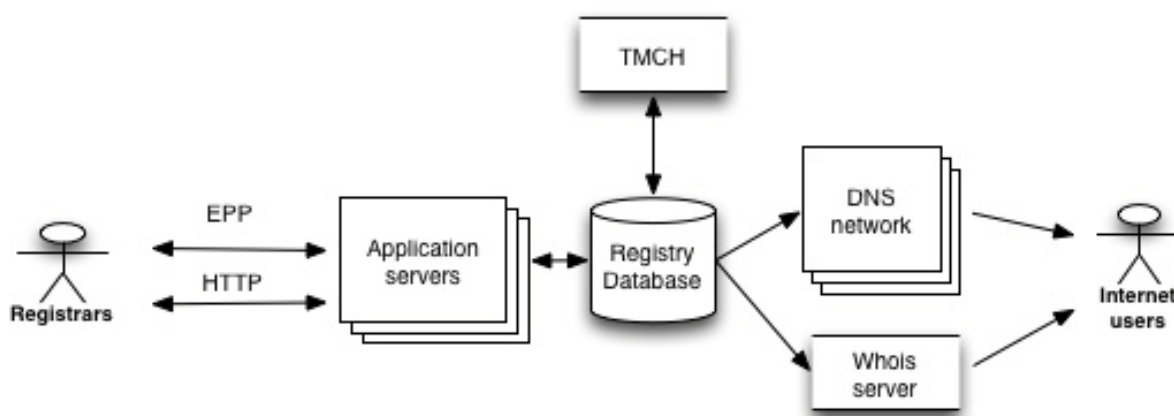 TMCH
EPP
HTTP
Registrars
Application
servers
Registry
Database
DNS
network
Whois
server
Internet
users